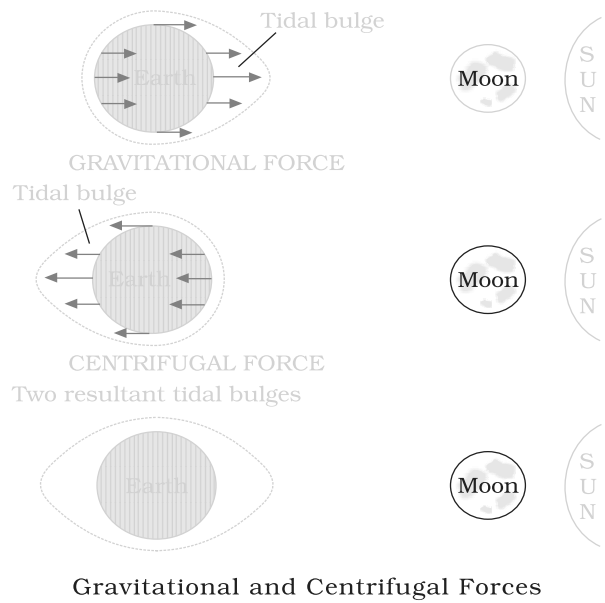 Tidal bulge
Earth
Moon
S
U
N
GRAVITATIONAL FORCE
Tidal bulge
Earth
Moon
S
U
N
CENTRIFUGAL FORCE
Two resultant tidal bulges
Earth
Moon
S
U
N
Gravitational and Centrifugal Forces